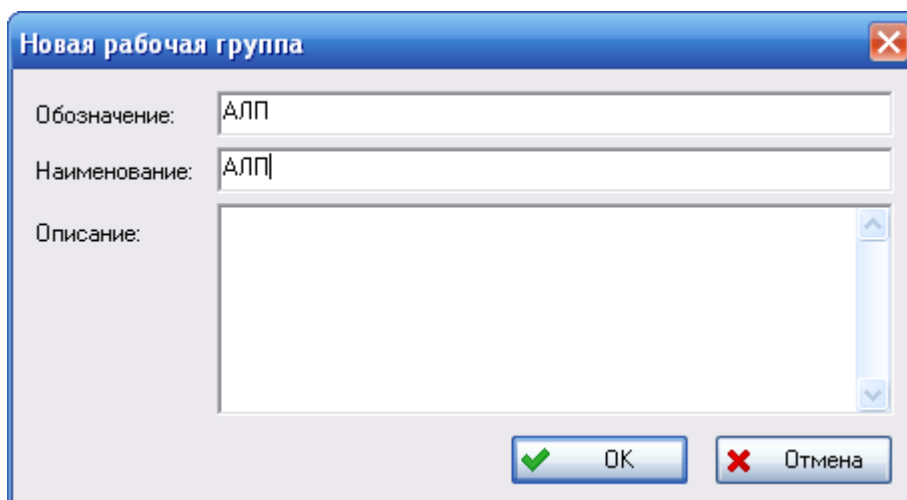 Новая рабочая группа
Обозначение: АЛП
Наименование: АЛП
Описание:
OK Отмена